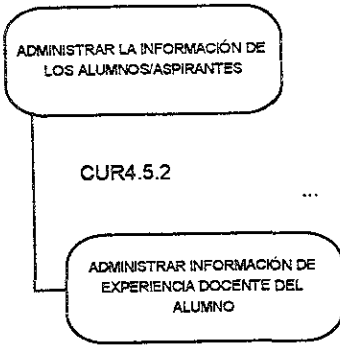 ADMINISTRAR LA INFORMACIÓN DE
LOS ALUMNOS/ASPIRANTES
CUR4.5.2
...
ADMINISTRAR INFORMACIÓN DE
EXPERIENCIA DOCENTE DEL
ALUMNO